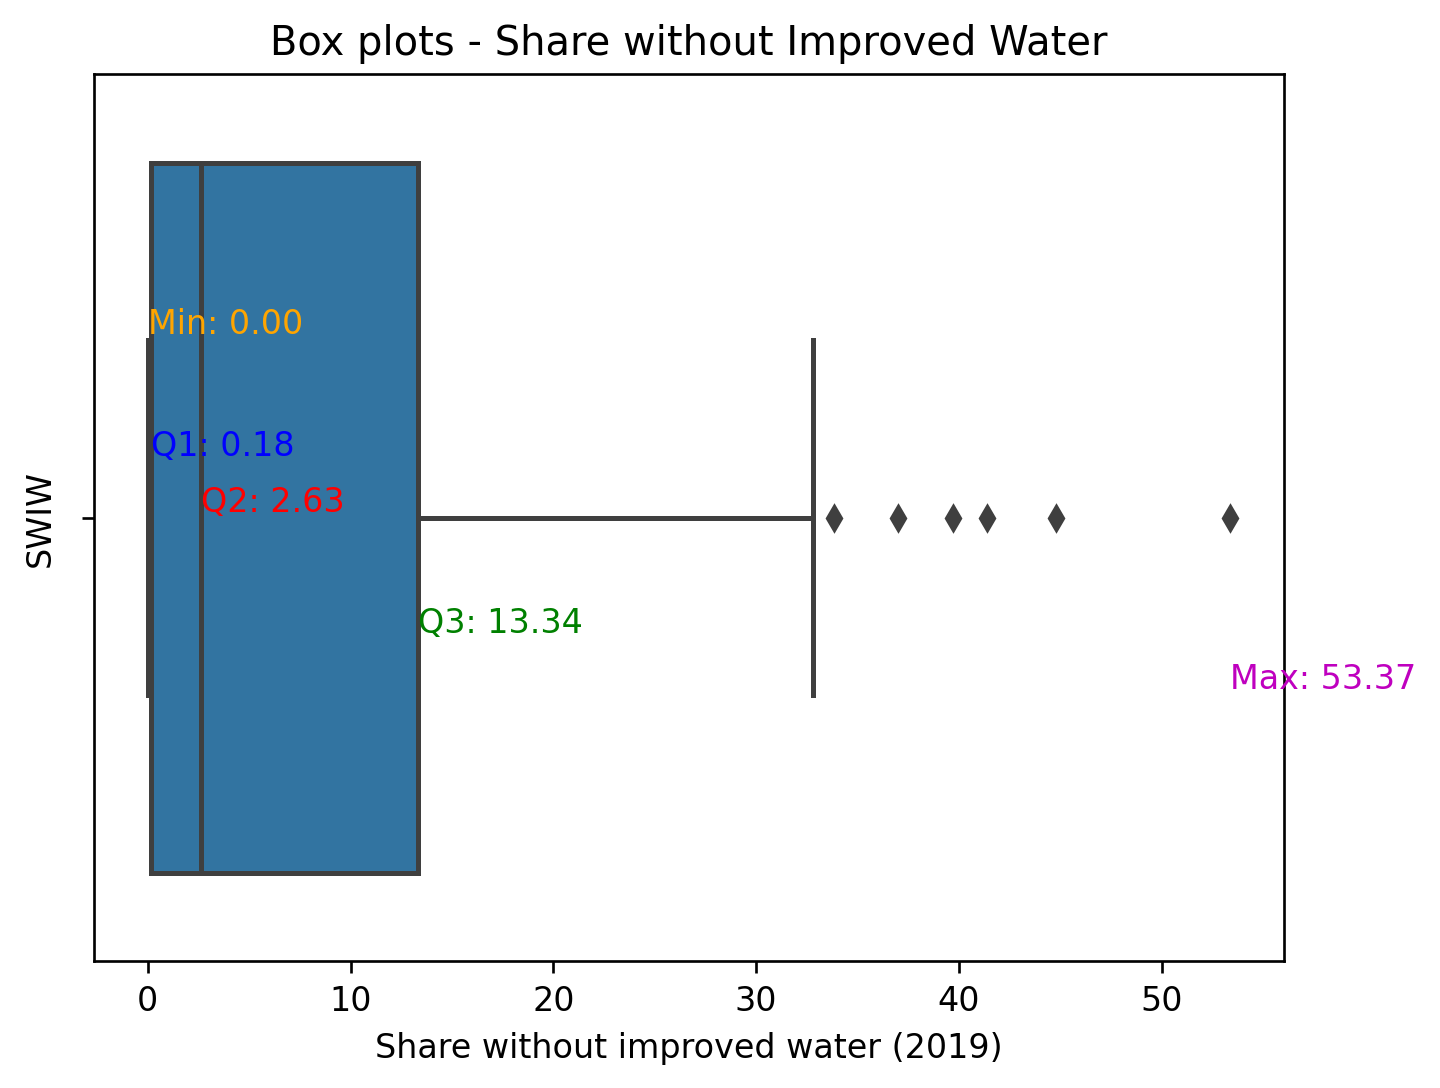 Box plots - Share without Improved Water
Min: 0.00
Q1: 0.18
Q2: 2.63
Q3: 13.34
Max: 53.37
SWIW
0 10 20 30 40 50
Share without improved water (2019)